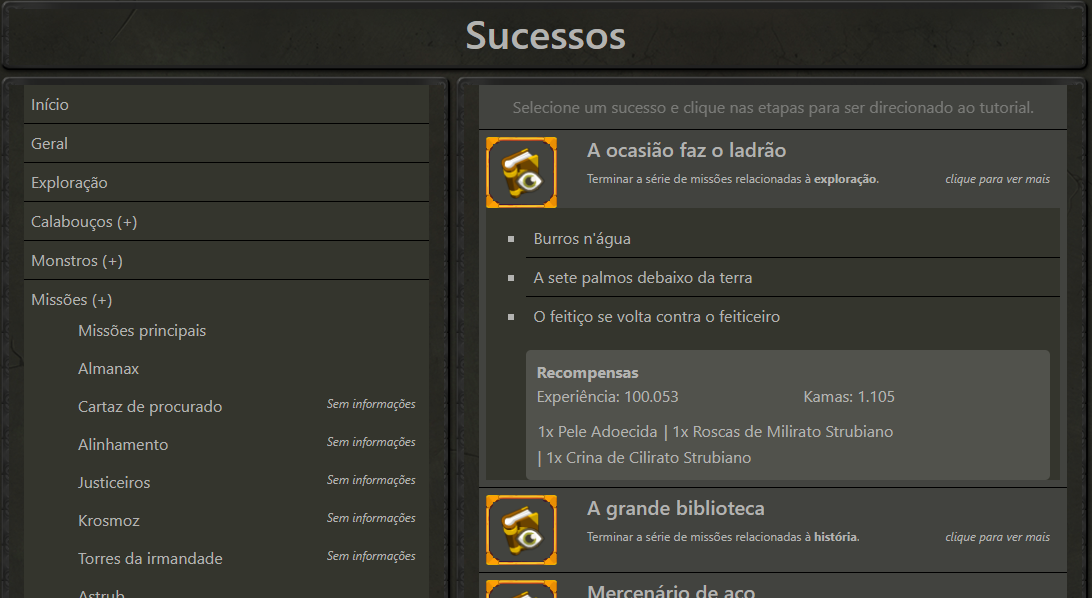 Sucessos
Início
Geral
Exploração
Calabouços (+)
Monstros (+)
Missões (+)
Missões principais
Almanax
Cartaz de procurado Sem informações
Alinhamento Sem informações
Justiceiros Sem informações
Krosmoz Sem informações
Torres da irmandade Sem informações
Astrub
Selecione um sucesso e clique nas etapas para ser direcionado ao tutorial.
A ocasião faz o ladrão
Terminar a série de missões relacionadas à exploração. clique para ver mais
Burros n'água
A sete palmos debaixo da terra
O feitiço se volta contra o feiticeiro
Recompensas
Experiência: 100.053 Kamas: 1.105
1x Pele Adoecida | 1x Roscas de Milirato Strubiano
| 1x Crina de Cilirato Strubiano
A grande biblioteca
Terminar a série de missões relacionadas à história. clique para ver mais
Mercenário de aço